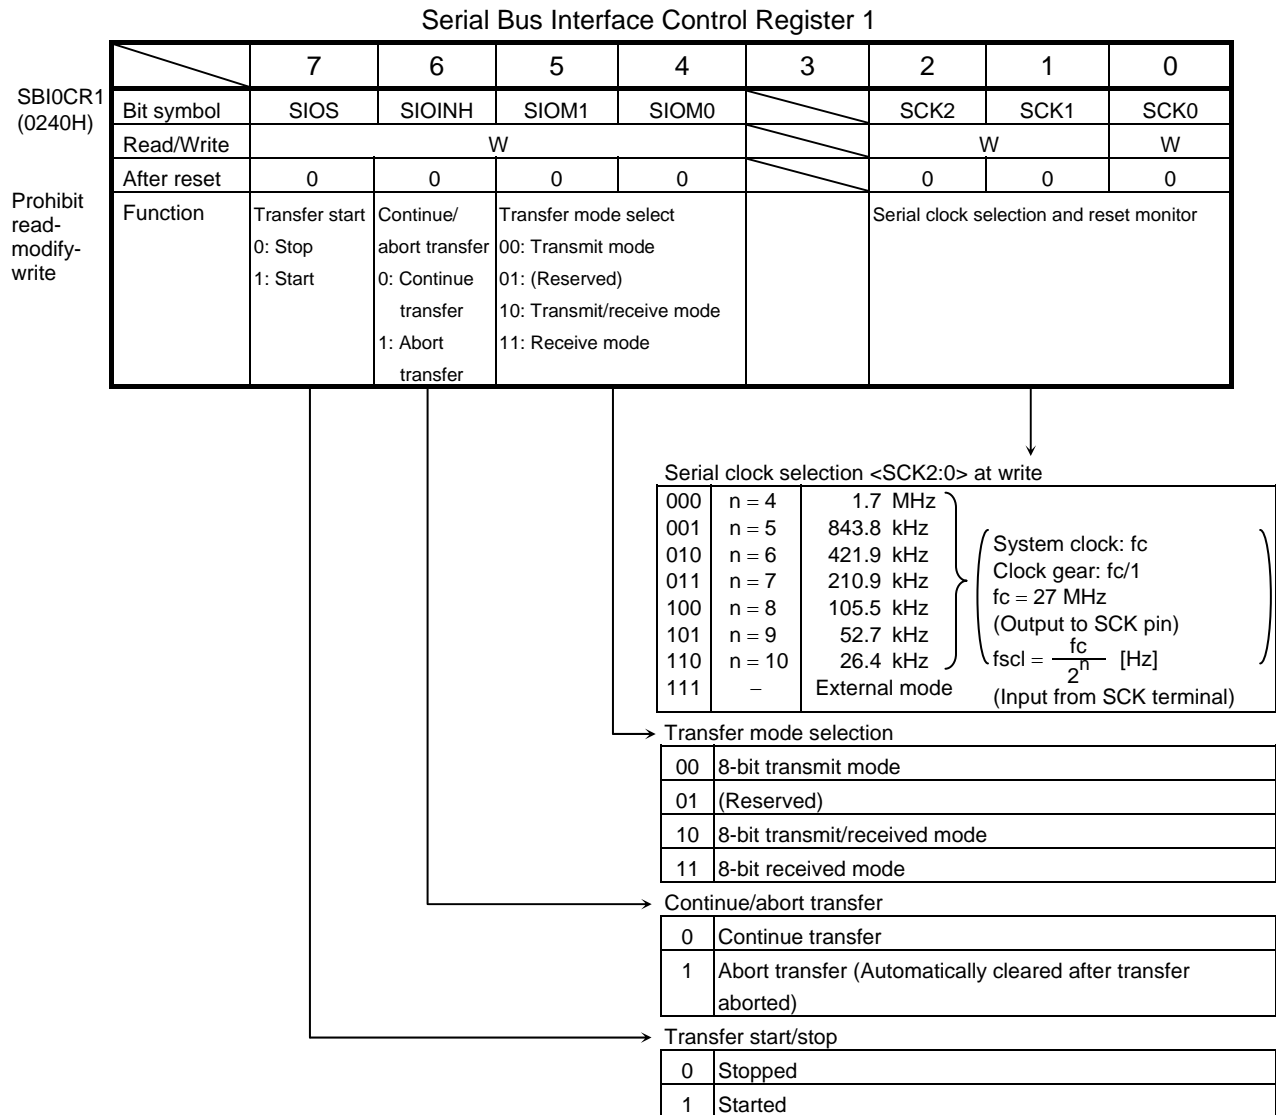 Serial Bus Interface Control Register 1
7 6 5 4 3 2 1 0
SBI0CR1
(0240H)
Bit symbol SIOS SIOINH SIOM1 SIOM0 SCK2 SCK1 SCK0
Read/Write W W W
After reset 0 0 0 0 0 0 0
Prohibit
read-
modify-
write
Function
Transfer start
0: Stop
1: Start
Continue/
abort transfer
0: Continue
transfer
1: Abort
transfer
Transfer mode select
00: Transmit mode
01: (Reserved)
10: Transmit/receive mode
11: Receive mode
Serial clock selection and reset monitor
Serial clock selection <SCK2:0> at write
000 n = 4 1.7 MHz
001 n = 5 843.8 kHz
010 n = 6 421.9 kHz
011 n = 7 210.9 kHz
100 n = 8 105.5 kHz
101 n = 9 52.7 kHz
110 n = 10 26.4 kHz
111 – External mode
System clock: fc
Clock gear: fc/1
fc = 27 MHz
(Output to SCK pin)
fscl = fc / 2^n [Hz]
(Input from SCK terminal)
Transfer mode selection
00 8-bit transmit mode
01 (Reserved)
10 8-bit transmit/received mode
11 8-bit received mode
Continue/abort transfer
0 Continue transfer
1 Abort transfer (Automatically cleared after transfer
aborted)
Transfer start/stop
0 Stopped
1 Started